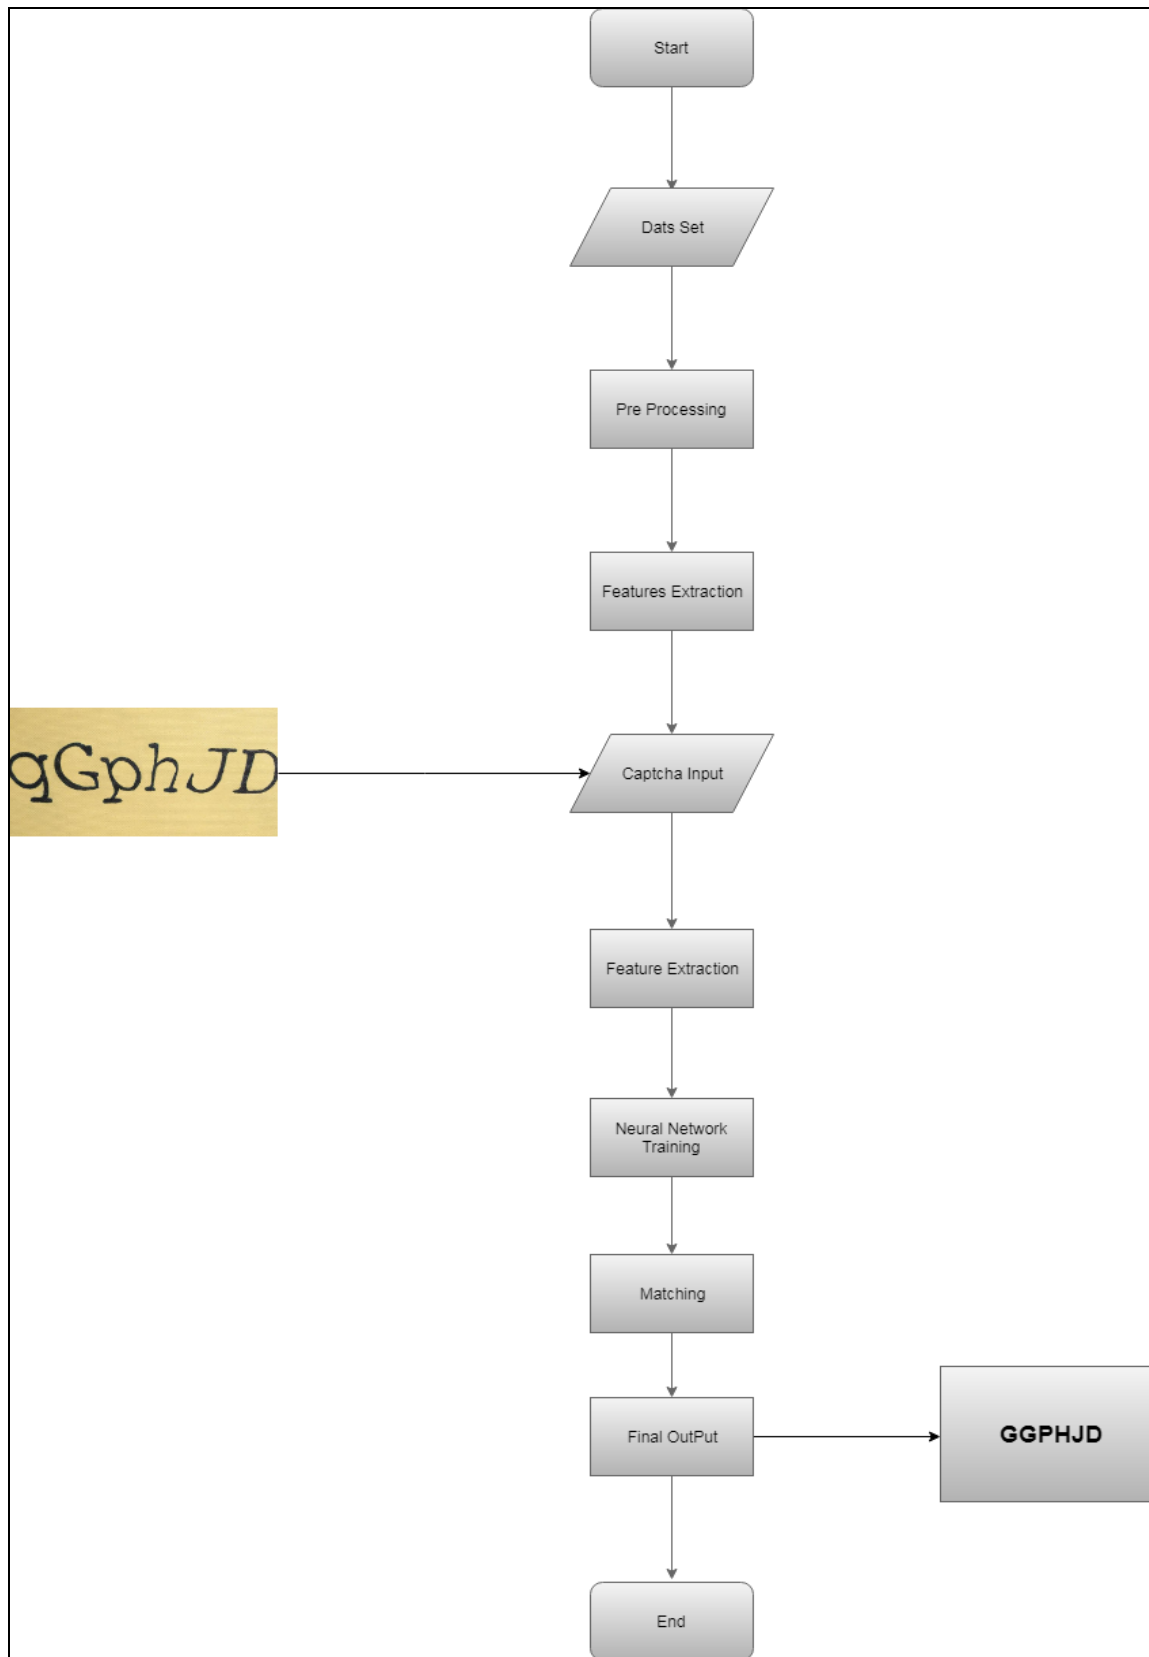 Start
Dats Set
Pre Processing
Features Extraction
qGphJD
Captcha Input
Feature Extraction
Neural Network
Training
Matching
Final OutPut
GGPHJD
End